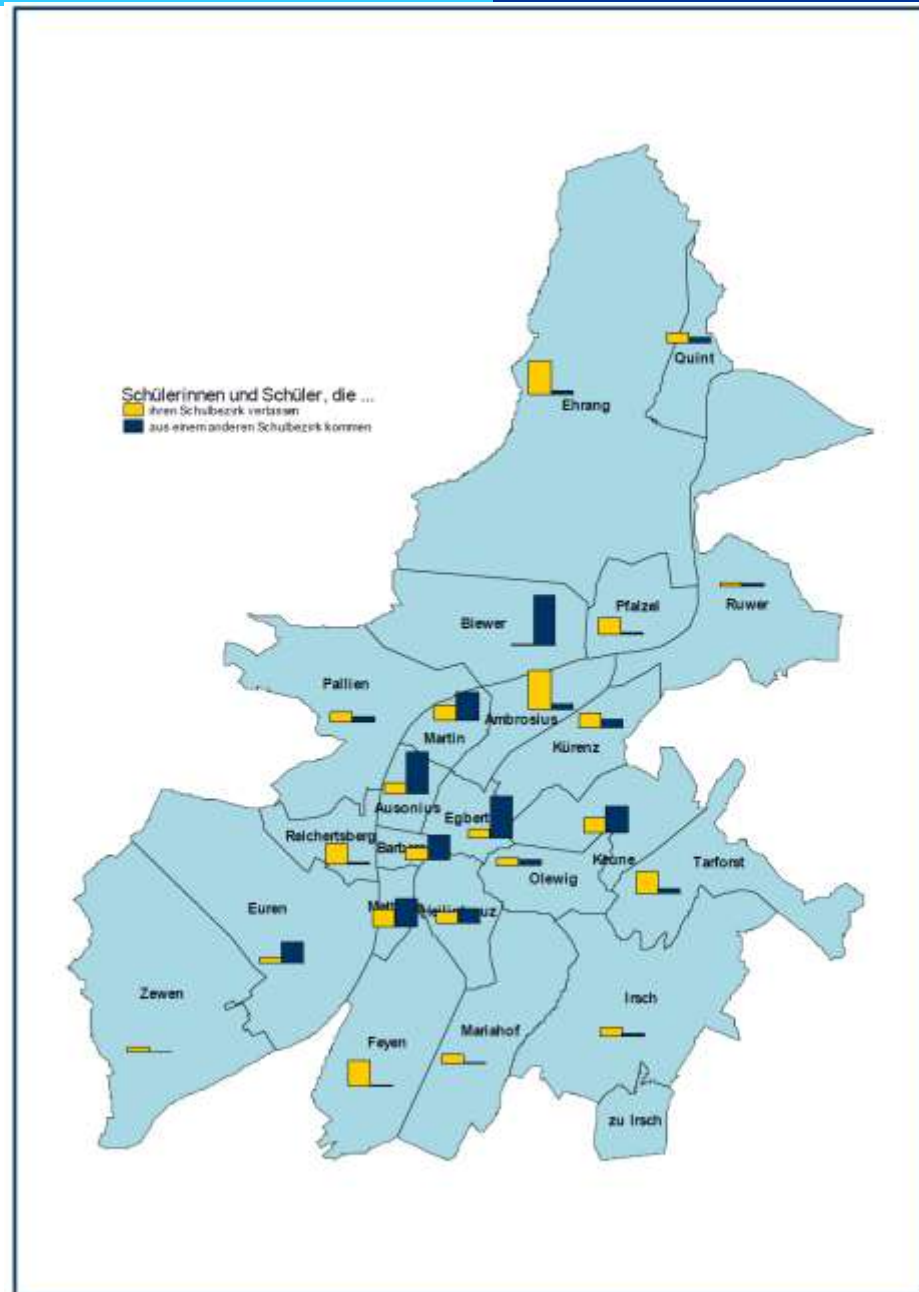 Quint
Ehrang
Schülerinnen und Schüler, die ...
ihren Schulbezirk verlassen
aus einem anderen Schulbezirk kommen
Ruwer
Pfalzel
Biewer
Pallien
Ambrosius
Martin
Kürenz
Ausonius
Egbert
Reichertsberg
Olewig
Tarforst
Euren
Irsch
Zewen
Mariahof
Feyen
zu Irsch